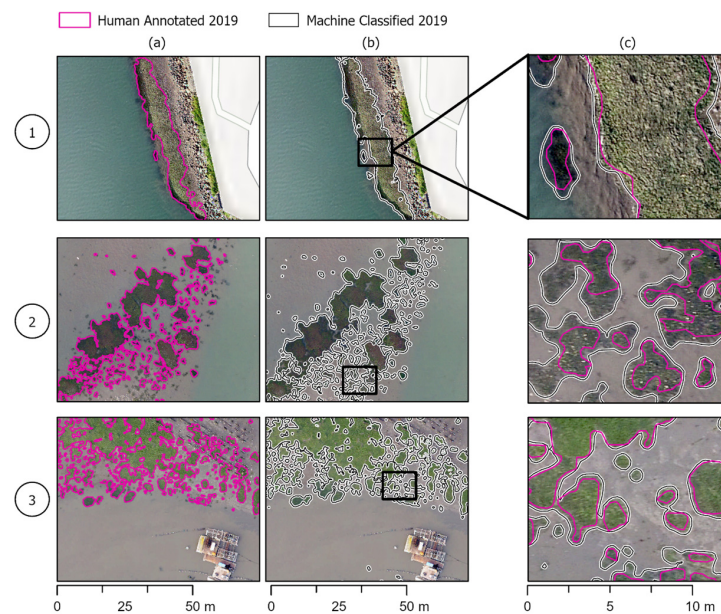 Human Annotated 2019 Machine Classified 2019
(a) (b) (c)
1
2
3
0 25 50 m 0 25 50 m 0 5 10 m